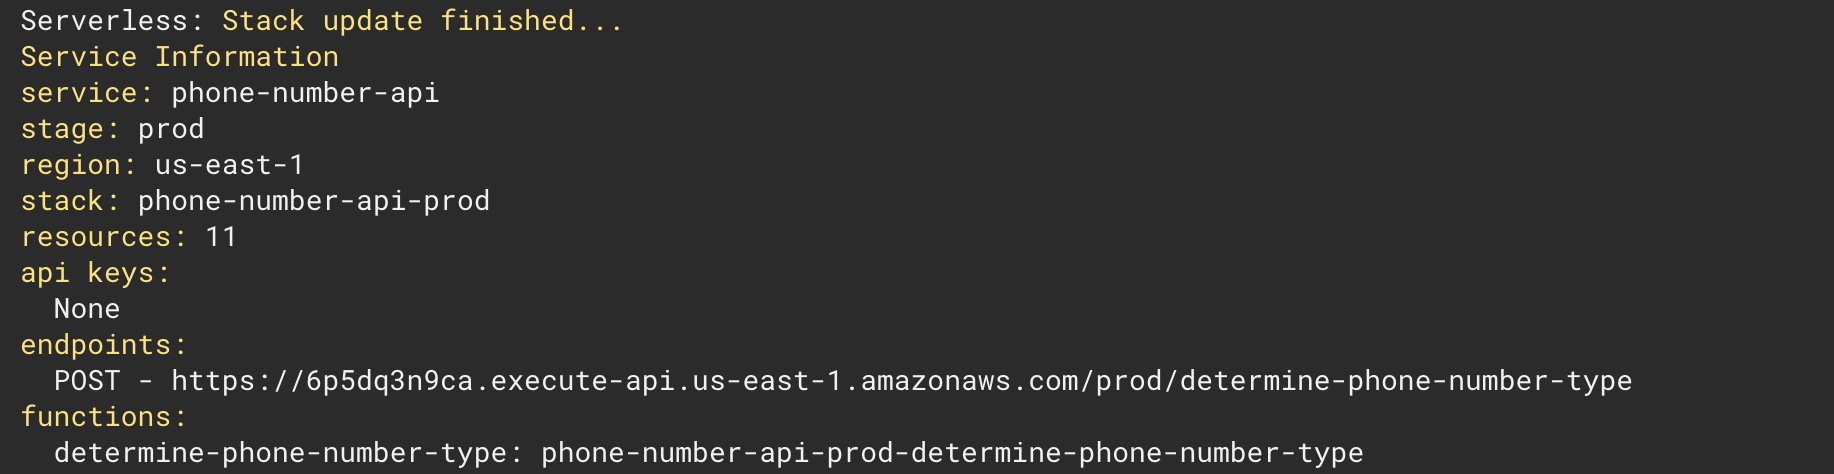 Serverless: Stack update finished...
Service Information
service: phone-number-api
stage: prod
region: us-east-1
stack: phone-number-api-prod
resources: 11
api keys:
  None
endpoints:
  POST - https://6p5dq3n9ca.execute-api.us-east-1.amazonaws.com/prod/determine-phone-number-type
functions:
  determine-phone-number-type: phone-number-api-prod-determine-phone-number-type